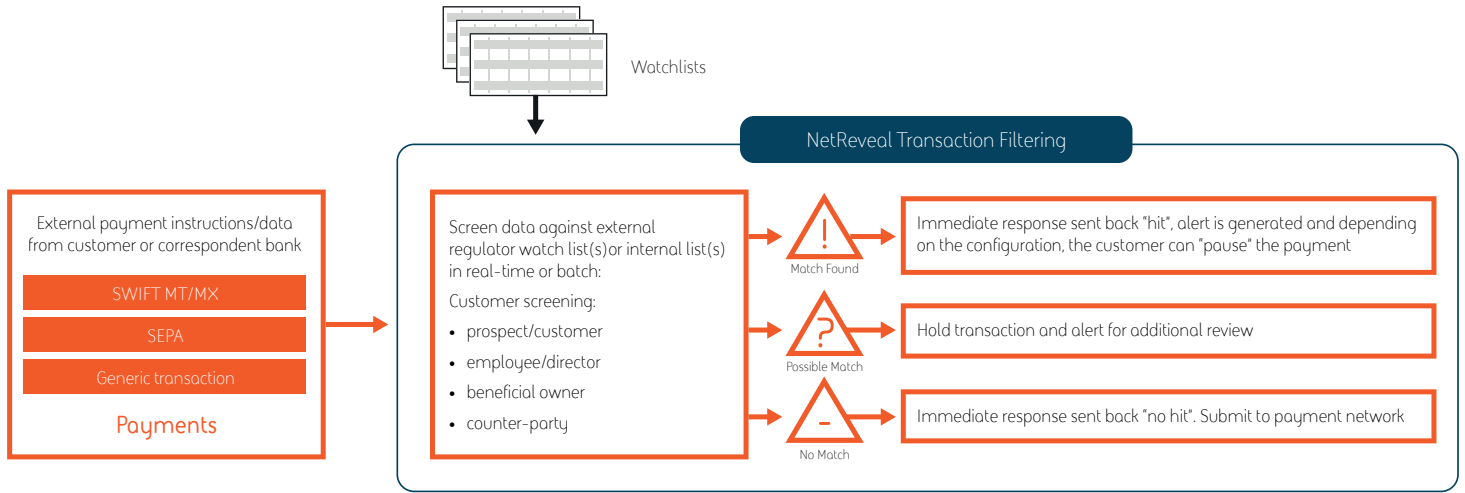 Watchlists
NetReveal Transaction Filtering
External payment instructions/data
from customer or correspondent bank
SWIFT MT/MX
SEPA
Generic transaction
Payments
Screen data against external
regulator watch list(s)or internal list(s)
in real-time or batch:
Customer screening:
• prospect/customer
• employee/director
• beneficial owner
• counter-party
!
Match Found
Immediate response sent back "hit", alert is generated and depending
on the configuration, the customer can "pause" the payment
?
Possible Match
Hold transaction and alert for additional review
-
No Match
Immediate response sent back "no hit". Submit to payment network